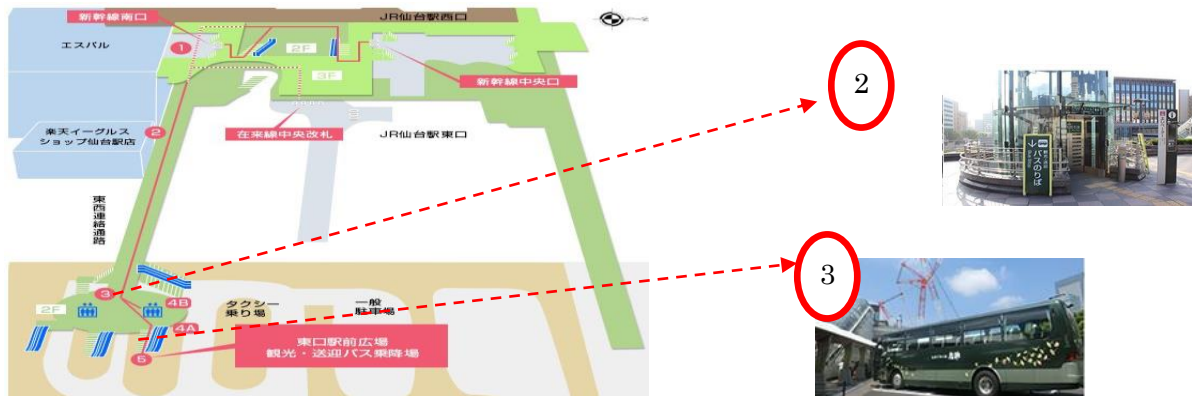 新幹線南口
JR仙台駅西口
エスパル
1
2F
3F
新幹線中央口
2
楽天イーグルス
ショップ仙台駅店
在来線中央改札
JR仙台駅東口
東西連絡通路
3
2F
4B
4A
タクシー
乗り場
一般
駐車場
5
東口駅前広場
観光・送迎バス乗降場
2
バスのりば
3